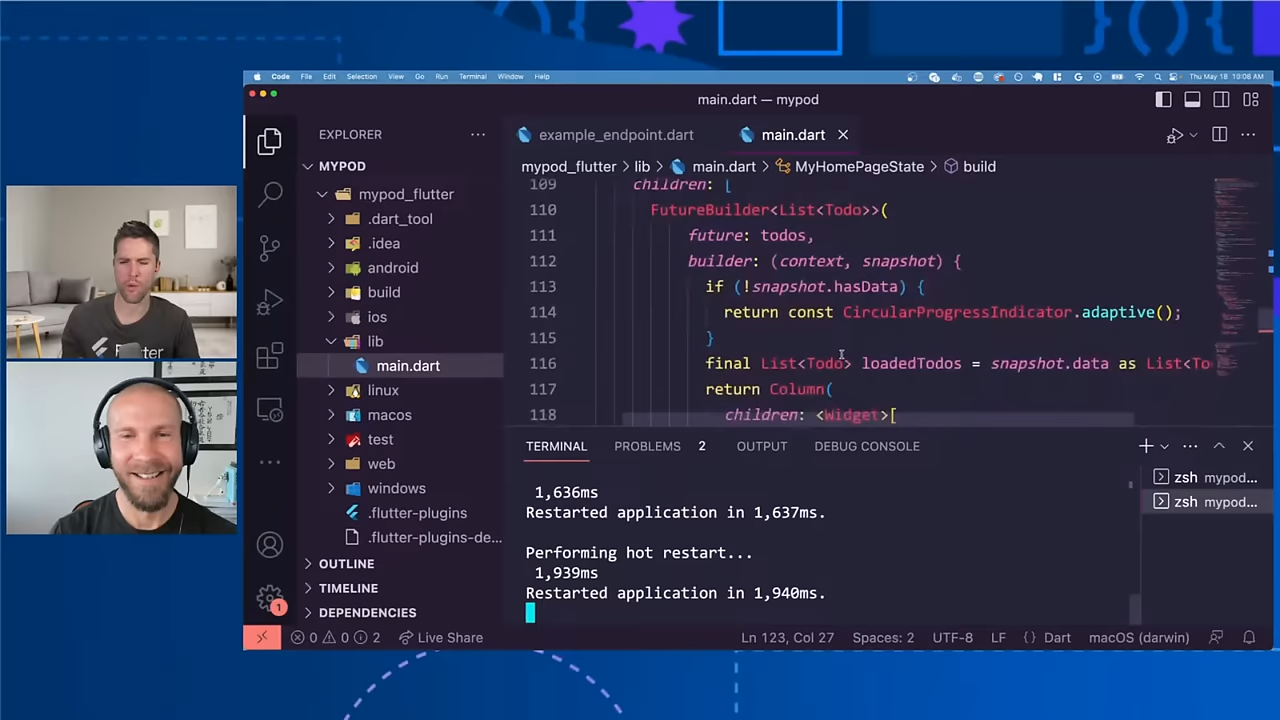 Code File Edit Selection View Go Run Terminal Window Help
Thu May 18 10:08 AM
main.dart — mypod
EXPLORER
MYPOD
mypod_flutter
.dart_tool
.idea
android
build
ios
lib
main.dart
linux
macos
test
web
windows
.flutter-plugins
.flutter-plugins-de...
OUTLINE
TIMELINE
DEPENDENCIES
1
example_endpoint.dart
main.dart
mypod_flutter > lib > main.dart > MyHomePageState > build
109 children: [
110 FutureBuilder<List<Todo>>(
111 future: todos,
112 builder: (context, snapshot) {
113 if (!snapshot.hasData) {
114 return const CircularProgressIndicator.adaptive();
115 }
116 final List<Todo> loadedTodos = snapshot.data as List<To
117 return Column(
118 children: <Widget>[
TERMINAL PROBLEMS 2 OUTPUT DEBUG CONSOLE
1,636ms
Restarted application in 1,637ms.
Performing hot restart...
1,939ms
Restarted application in 1,940ms.
zsh mypod...
zsh mypod...
0 0 2 Live Share Ln 123, Col 27 Spaces: 2 UTF-8 LF {} Dart macOS (darwin)